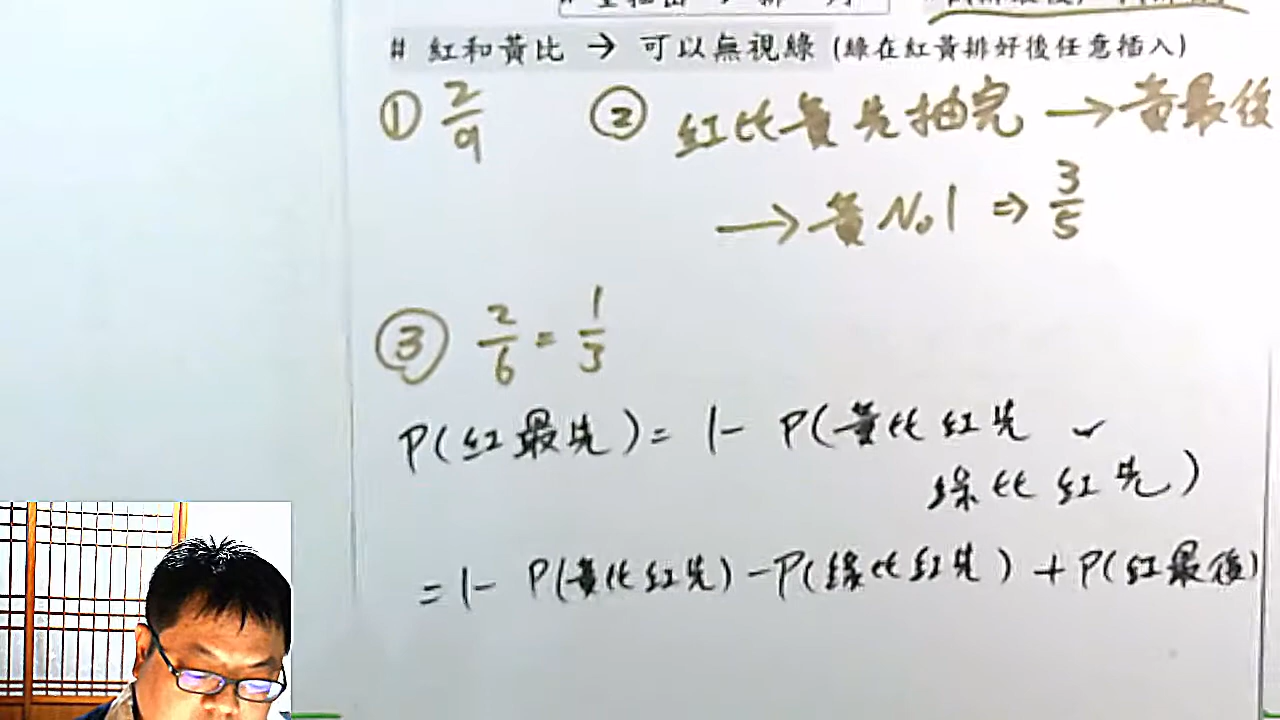 # 紅和黃比 → 可以無視綠 (綠在紅黃排好後任意插入)
① 2/9 ② 紅比黃先抽完 → 黃最後
→ 黃 No1 ⇒ 3/5
③ 2/6 = 1/3
P(紅最先) = 1 - P(黃比紅先 ∨
綠比紅先)
= 1 - P(黃比紅先) - P(綠比紅先) + P(紅最後)